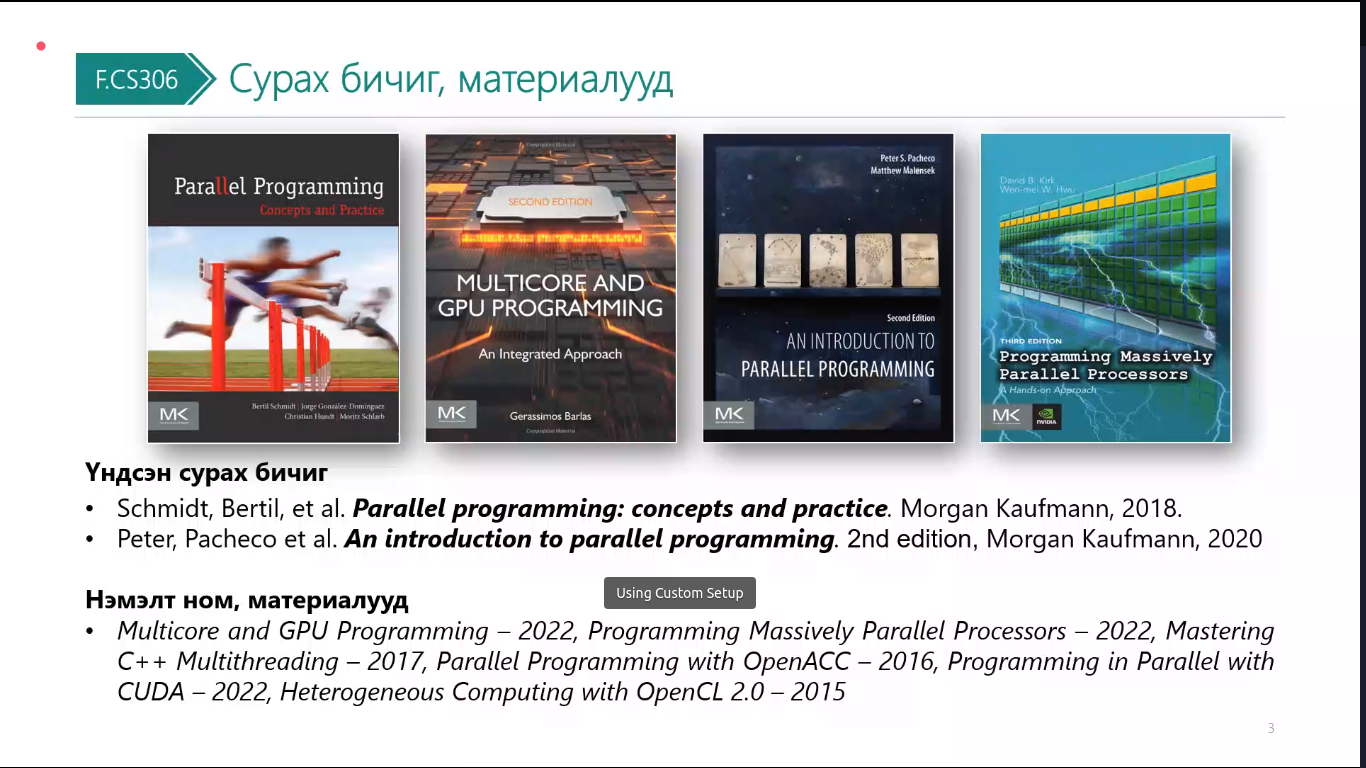 F.CS306
Сурах бичиг, материалууд
Parallel Programming
Concepts and Practice
Bertil Schmidt | Jorge González-Domínguez
Christian Hundt | Moritz Schlarb
MK
SECOND EDITION
MULTICORE AND
GPU PROGRAMMING
An Integrated Approach
MK
Gerassimos Barlas
Peter S. Pacheco
Matthew Malensek
Second Edition
AN INTRODUCTION TO
PARALLEL PROGRAMMING
MK
David B. Kirk
Wen-mei W. Hwu
THIRD EDITION
Programming Massively
Parallel Processors
A Hands-on Approach
MK
NVIDIA
Үндсэн сурах бичиг
• Schmidt, Bertil, et al. Parallel programming: concepts and practice. Morgan Kaufmann, 2018.
• Peter, Pacheco et al. An introduction to parallel programming. 2nd edition, Morgan Kaufmann, 2020
Using Custom Setup
Нэмэлт ном, материалууд
• Multicore and GPU Programming – 2022, Programming Massively Parallel Processors – 2022, Mastering
C++ Multithreading – 2017, Parallel Programming with OpenACC – 2016, Programming in Parallel with
CUDA – 2022, Heterogeneous Computing with OpenCL 2.0 – 2015
3